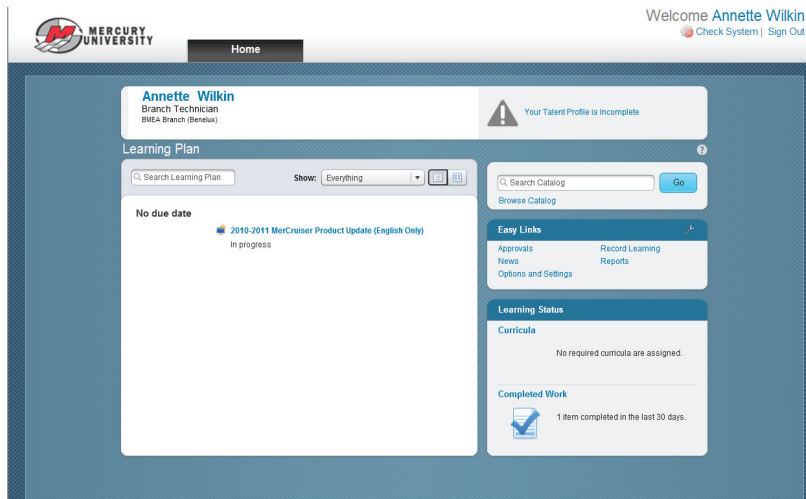 MERCURY
UNIVERSITY
Home
Welcome Annette Wilkin
Check System | Sign Out
Annette Wilkin
Branch Technician
BMEA Branch (Benelux)
Your Talent Profile is Incomplete
Learning Plan
?
Search Learning Plan
Show: Everything
No due date
2010-2011 MerCruiser Product Update (English Only)
In progress
Search Catalog
Go
Browse Catalog
Easy Links
Approvals
Record Learning
News
Reports
Options and Settings
Learning Status
Curricula
No required curricula are assigned.
Completed Work
1 item completed in the last 30 days.